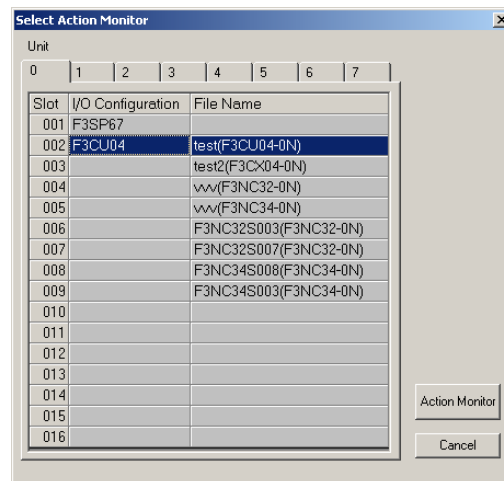 Select Action Monitor
Unit
0 1 2 3 4 5 6 7
Slot I/O Configuration File Name
001 F3SP67
002 F3CU04 test(F3CU04-0N)
003 test2(F3CX04-0N)
004 vvv(F3NC32-0N)
005 vvv(F3NC34-0N)
006 F3NC32S003(F3NC32-0N)
007 F3NC32S007(F3NC32-0N)
008 F3NC34S008(F3NC34-0N)
009 F3NC34S003(F3NC34-0N)
010
011
012
013
014
015
016
Action Monitor
Cancel